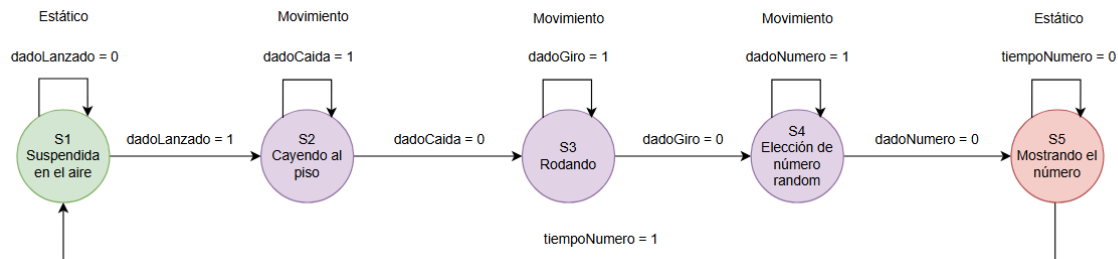 Estático
Movimiento
Movimiento
Movimiento
Estático
dadoLanzado = 0
dadoCaida = 1
dadoGiro = 1
dadoNumero = 1
tiempoNumero = 0
S1
Suspendida
en el aire
dadoLanzado = 1
S2
Cayendo al
piso
dadoCaida = 0
S3
Rodando
dadoGiro = 0
S4
Elección de
número
random
dadoNumero = 0
S5
Mostrando el
número
tiempoNumero = 1